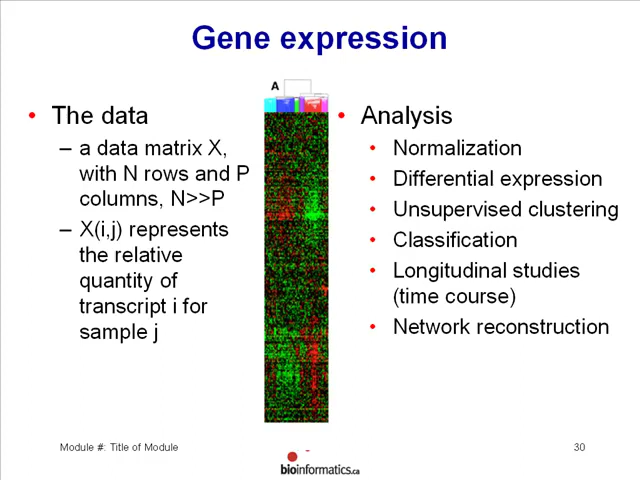 Gene expression
• The data
– a data matrix X,
with N rows and P
columns, N>>P
– X(i,j) represents
the relative
quantity of
transcript i for
sample j
A
• Analysis
• Normalization
• Differential expression
• Unsupervised clustering
• Classification
• Longitudinal studies
(time course)
• Network reconstruction
Module #: Title of Module
bioinformatics.ca
30